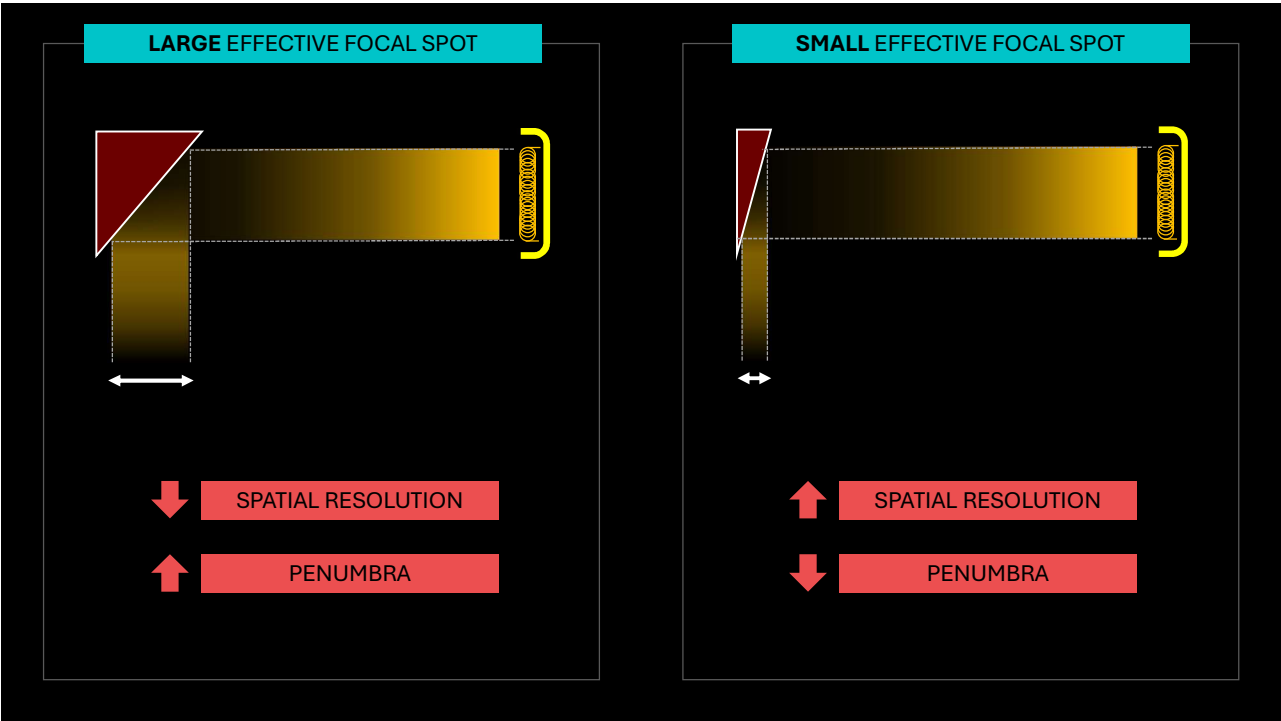 LARGE EFFECTIVE FOCAL SPOT
SPATIAL RESOLUTION
PENUMBRA
SMALL EFFECTIVE FOCAL SPOT
SPATIAL RESOLUTION
PENUMBRA